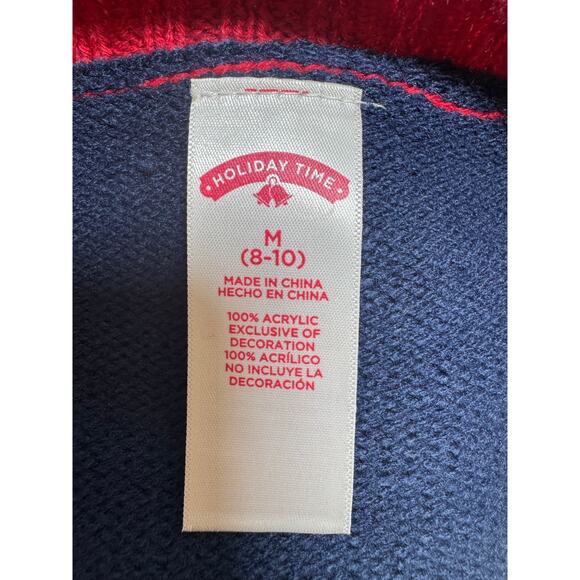 • HOLIDAY TIME •
M
(8-10)
MADE IN CHINA
HECHO EN CHINA
100% ACRYLIC
EXCLUSIVE OF
DECORATION
100% ACRÍLICO
NO INCLUYE LA
DECORACIÓN